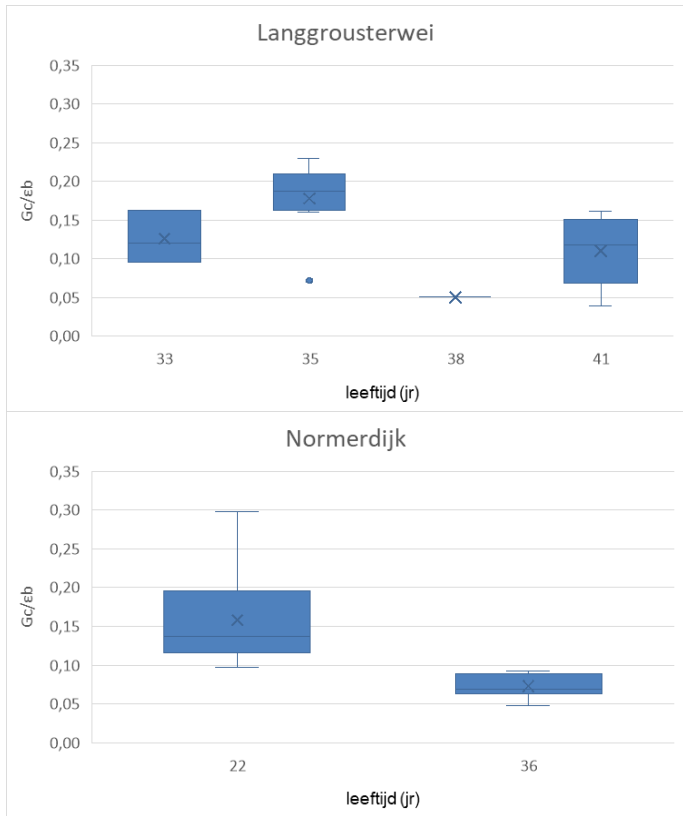 Langgrousterwei
0,35
0,30
0,25
0,20
0,15
0,10
0,05
0,00
Gc/εb
33 35 38 41
leeftijd (jr)
Normerdijk
0,35
0,30
0,25
0,20
0,15
0,10
0,05
0,00
Gc/εb
22 36
leeftijd (jr)